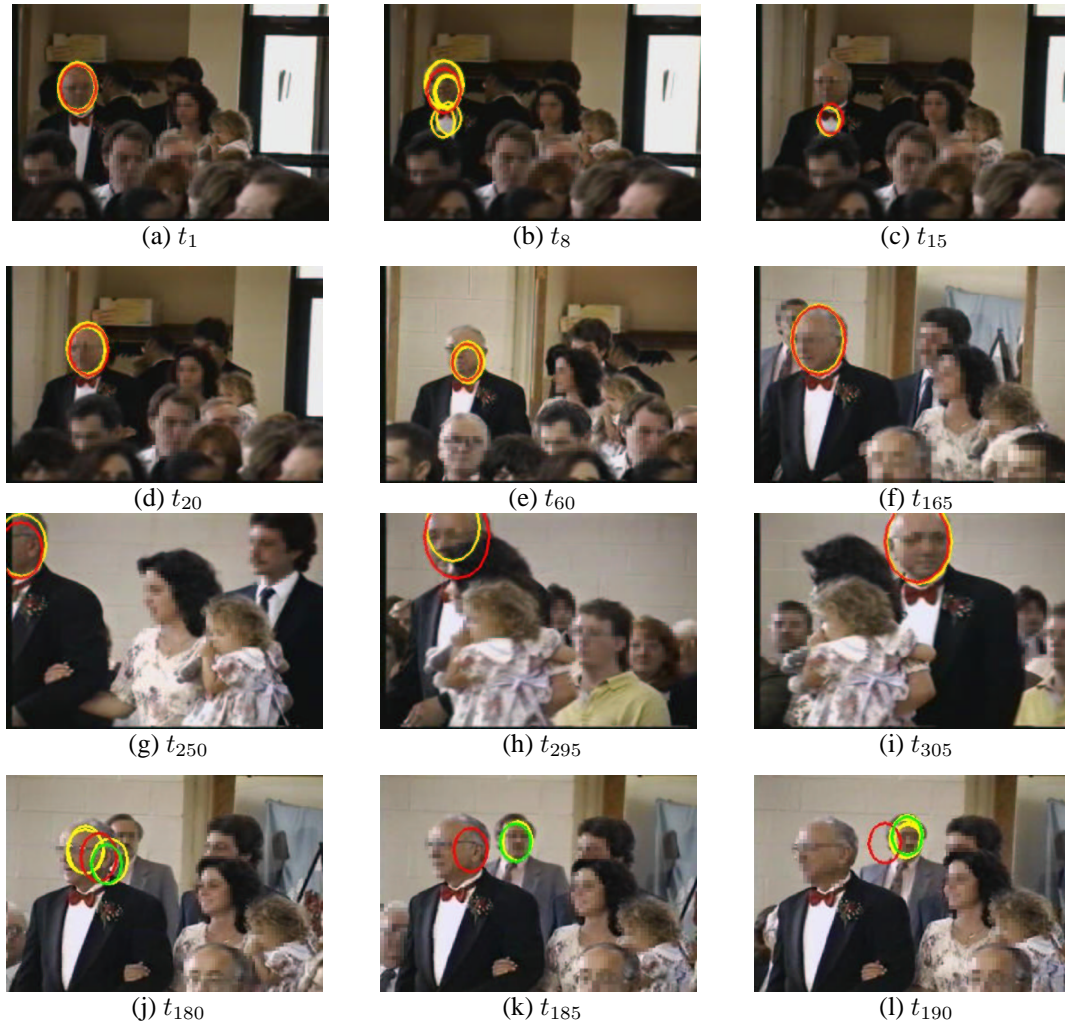 (a) t₁
(b) t₈
(c) t₁₅
(d) t₂₀
(e) t₆₀
(f) t₁₆₅
(g) t₂₅₀
(h) t₂₉₅
(i) t₃₀₅
(j) t₁₈₀
(k) t₁₈₅
(l) t₁₉₀